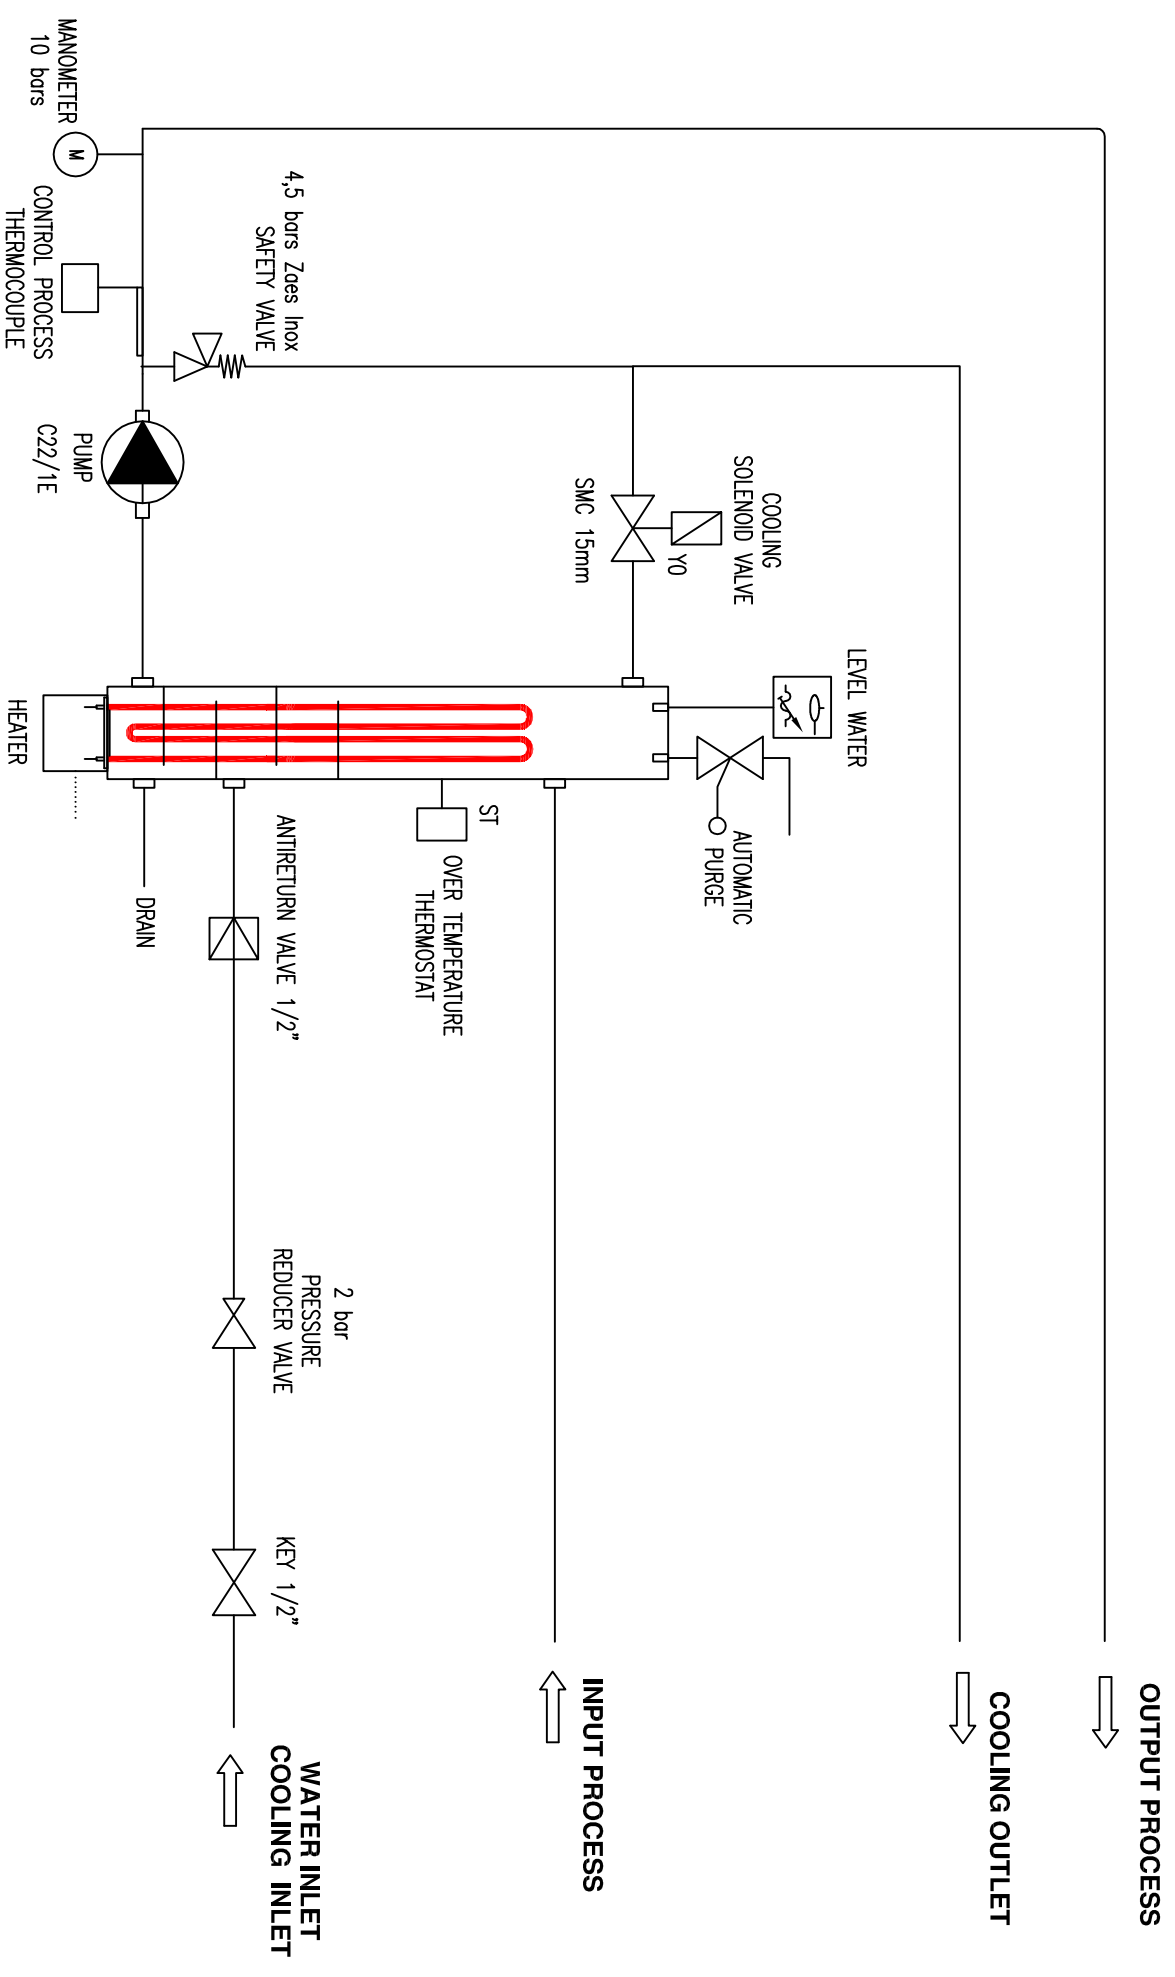 OUTPUT PROCESS
COOLING OUTLET
INPUT PROCESS
WATER INLET
COOLING INLET
LEVEL WATER
AUTOMATIC
PURGE
COOLING
SOLENOID VALVE
Y0
SMC 15mm
ST
OVER TEMPERATURE
THERMOSTAT
4,5 bars Zaes Inox
SAFETY VALVE
2 bar
PRESSURE
REDUCER VALVE
KEY 1/2"
ANTIRETURN VALVE 1/2"
DRAIN
MANOMETER
10 bars
M
CONTROL PROCESS
THERMOCOUPLE
PUMP
C22/1E
HEATER